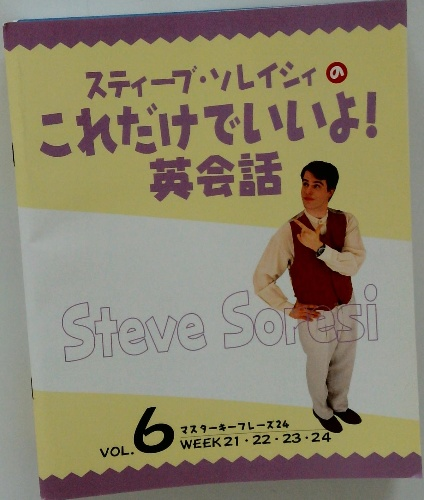 スティーブ・ソレイシィの
これだけでいいよ!
英会話
Steve Soresi
VOL.6
マスターキーフレーズ24
WEEK21・22・23・24